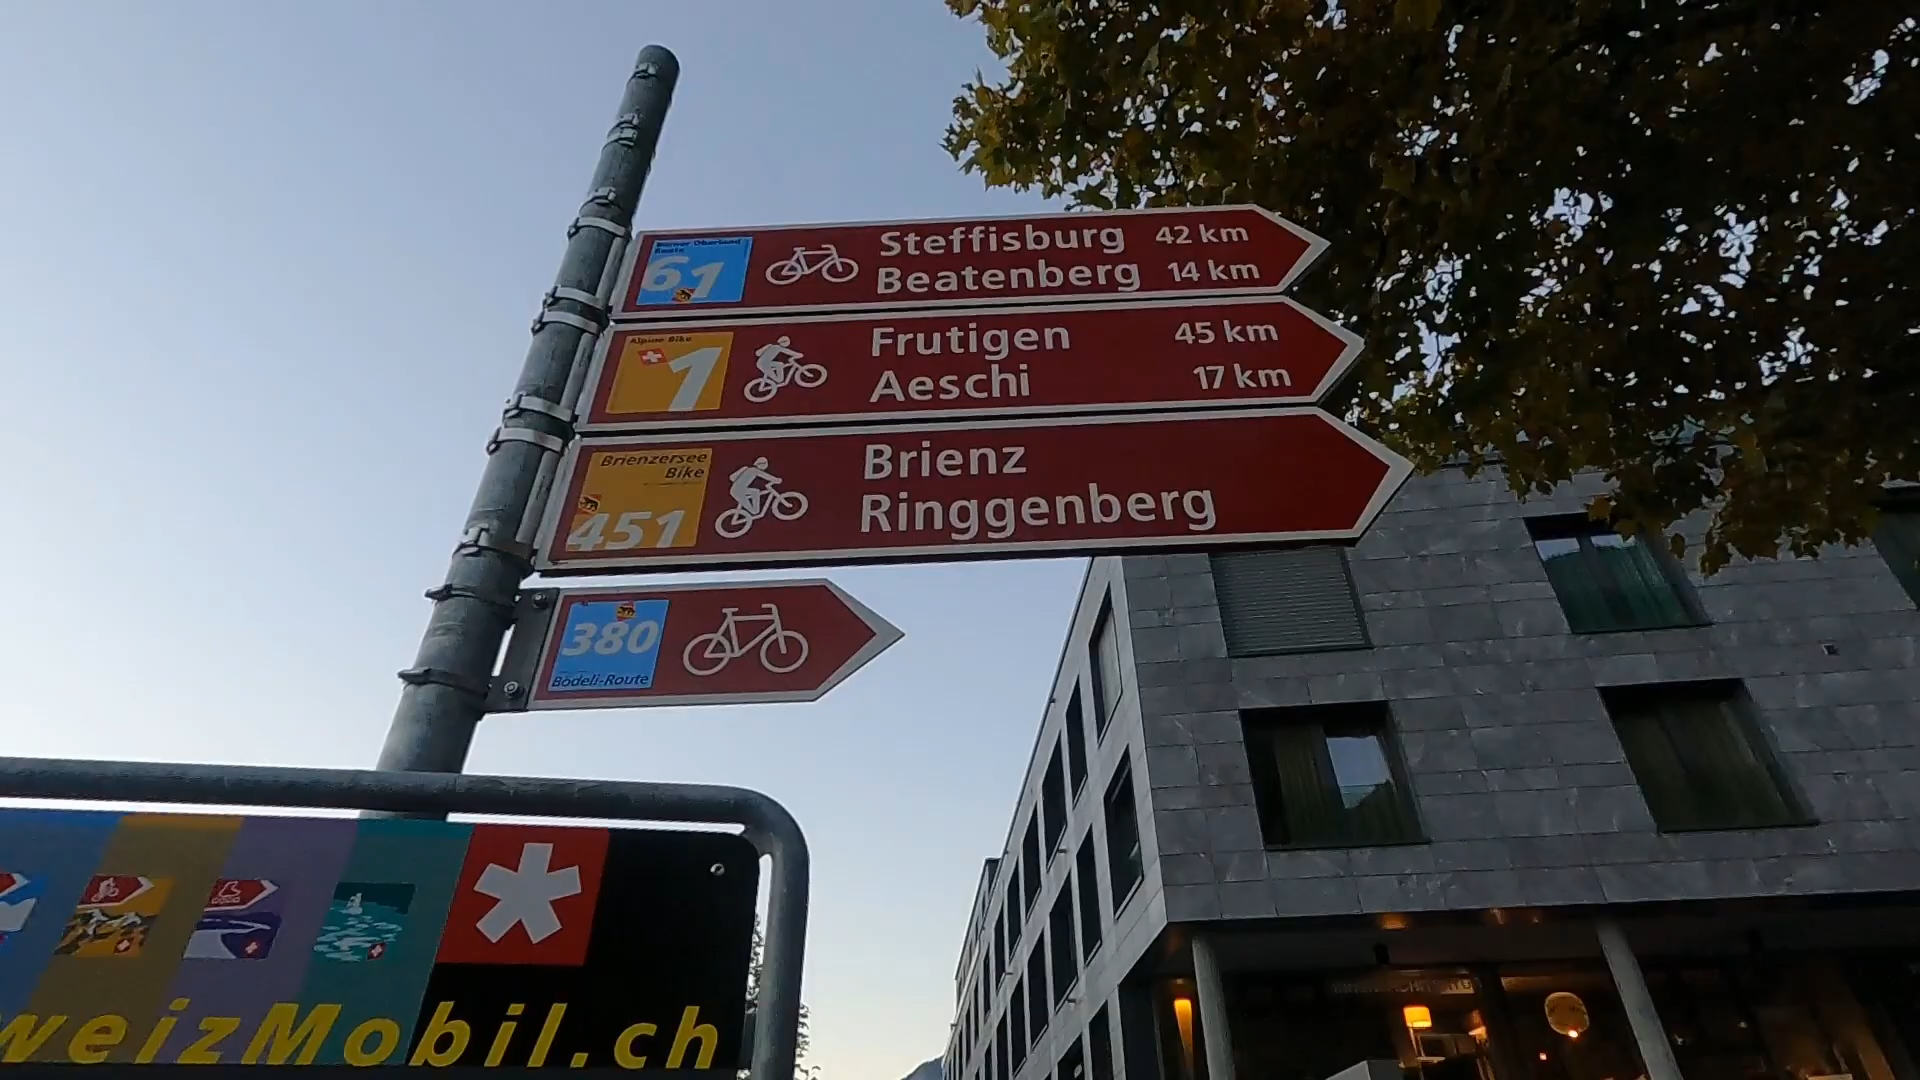 Berner Oberland
Route
61
Steffisburg 42 km
Beatenberg 14 km
Alpine Bike
1
Frutigen 45 km
Aeschi 17 km
Brienzersee
Bike
451
Brienz
Ringgenberg
380
Bödeli-Route
weizMobil.ch